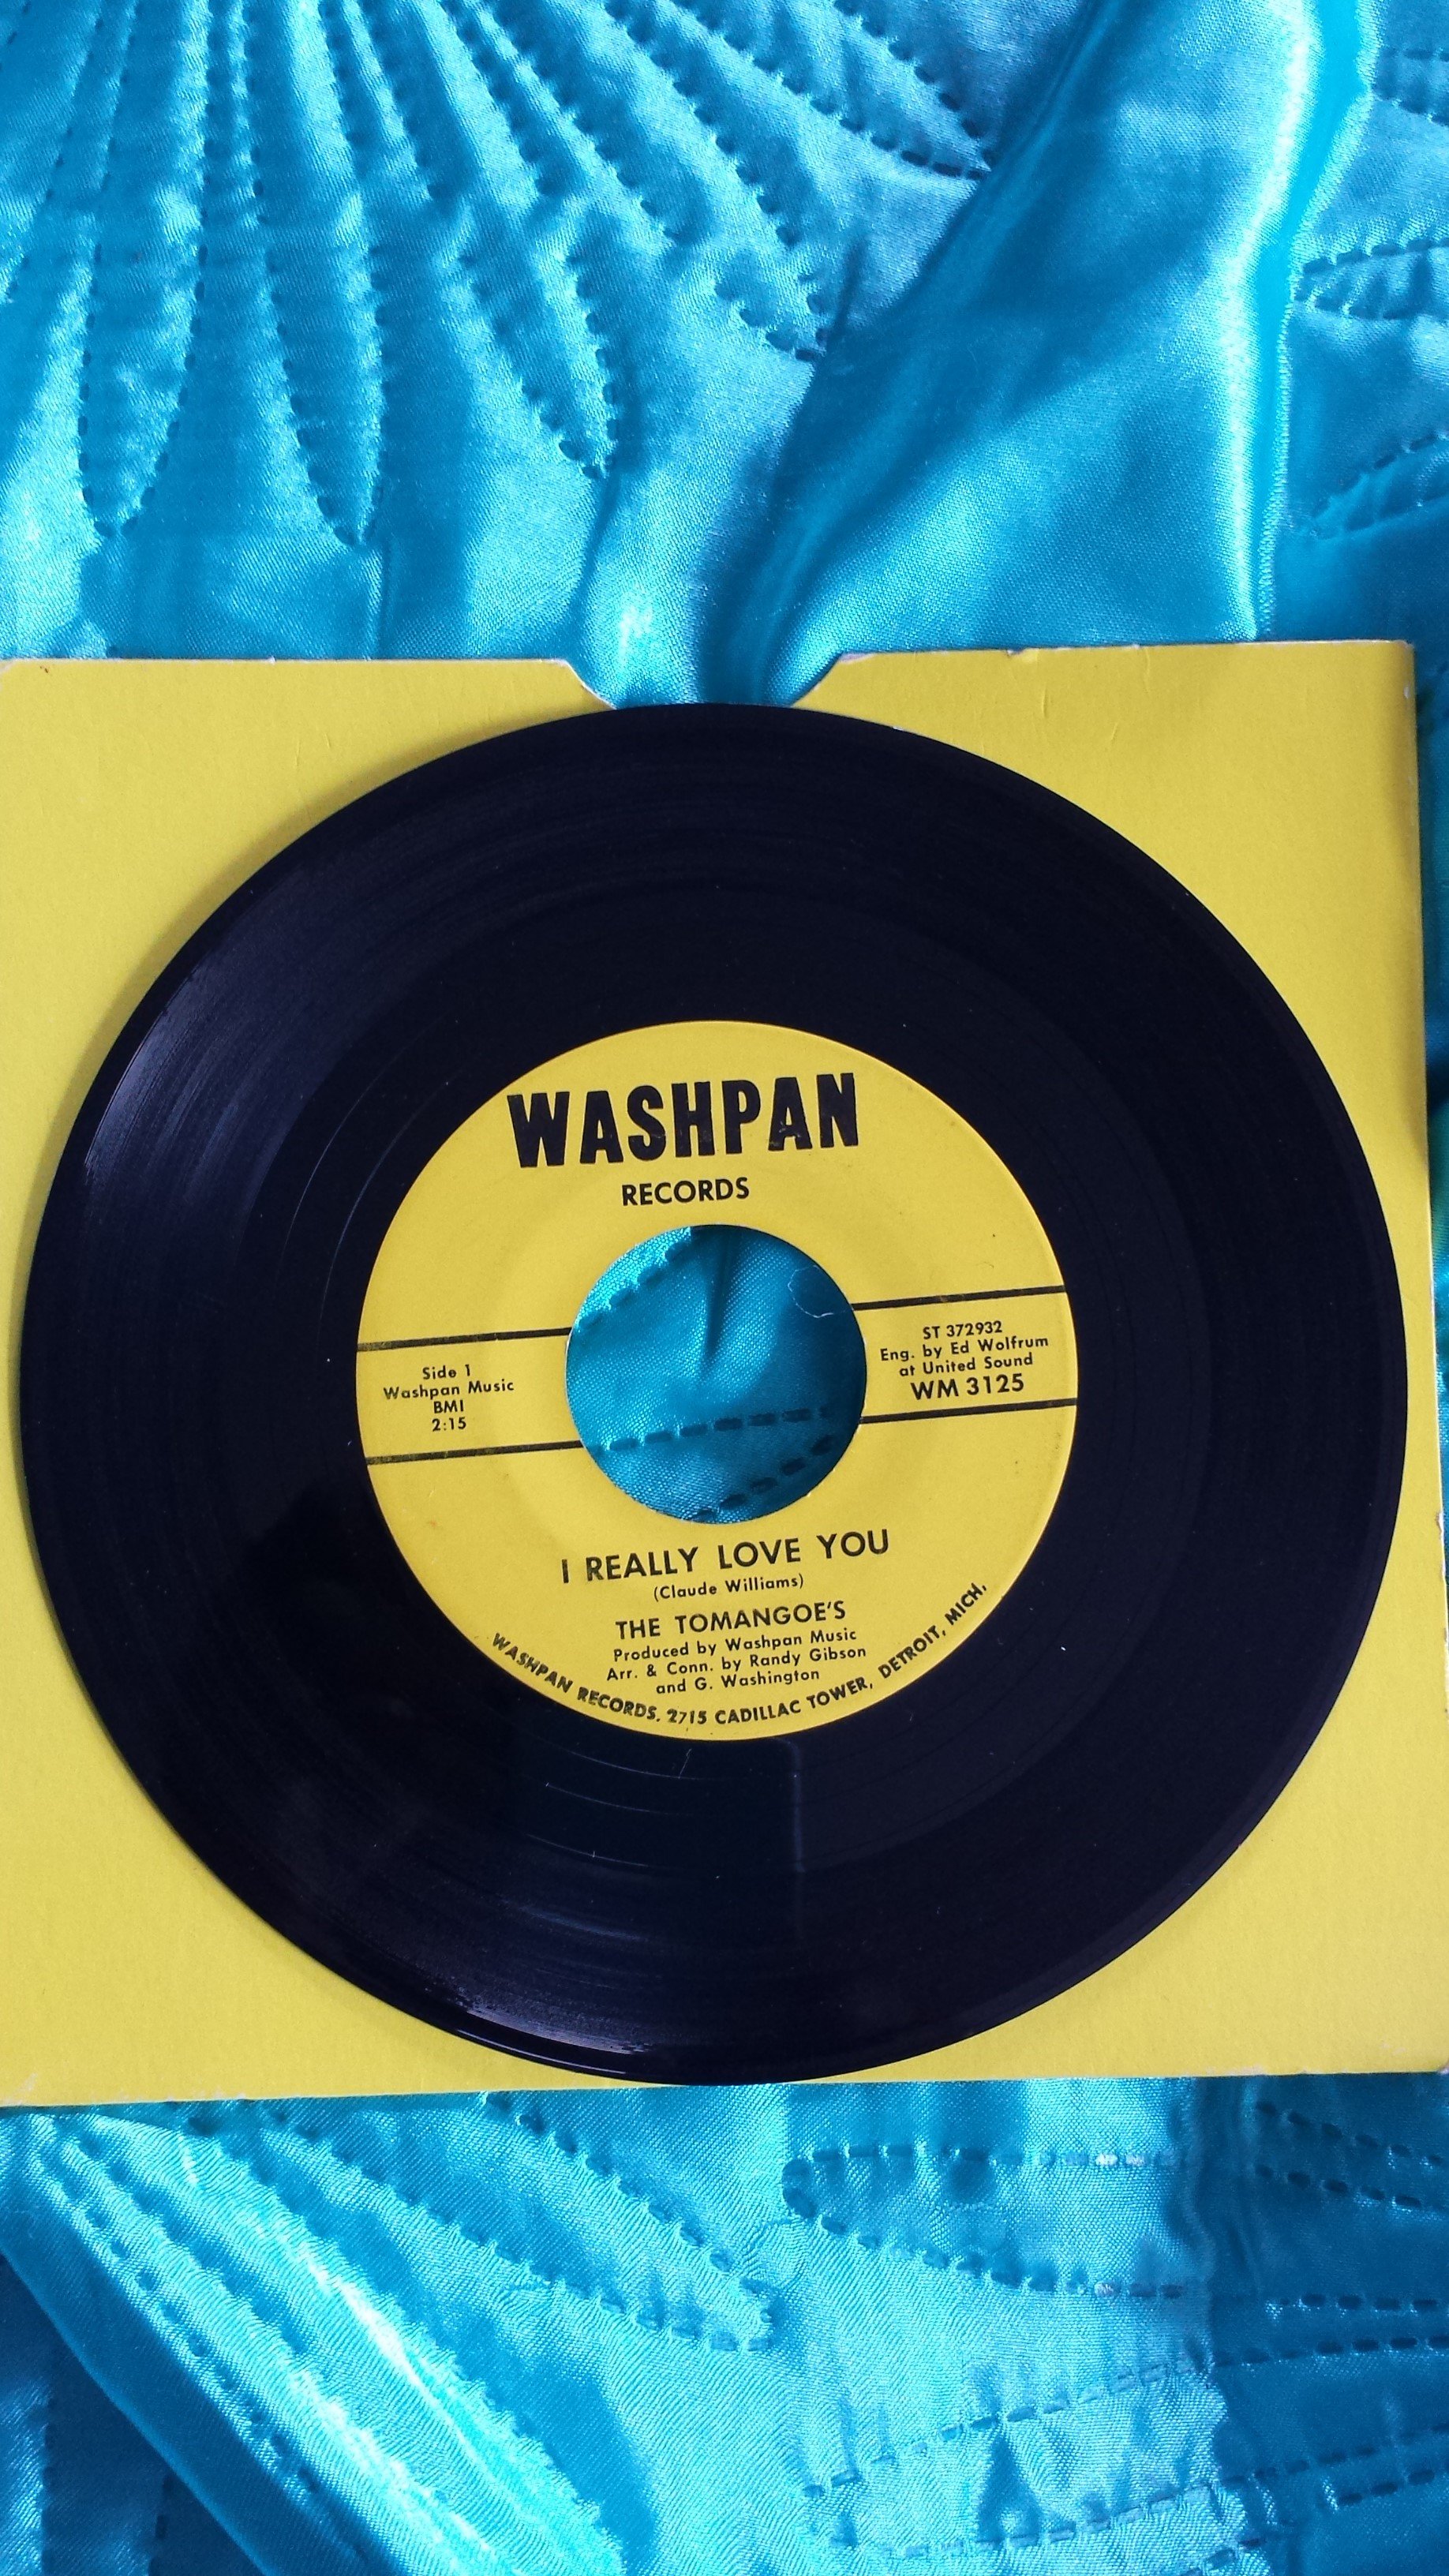 WASHPAN
RECORDS
Side 1
Washpan Music
BMI
2:15
ST 372932
Eng. by Ed Wolfrum
at United Sound
WM 3125
I REALLY LOVE YOU
(Claude Williams)
THE TOMANGOE'S
Produced by Washpan Music
Arr. & Conn. by Randy Gibson
and G. Washington
WASHPAN RECORDS. 2715 CADILLAC TOWER, DETROIT, MICH.